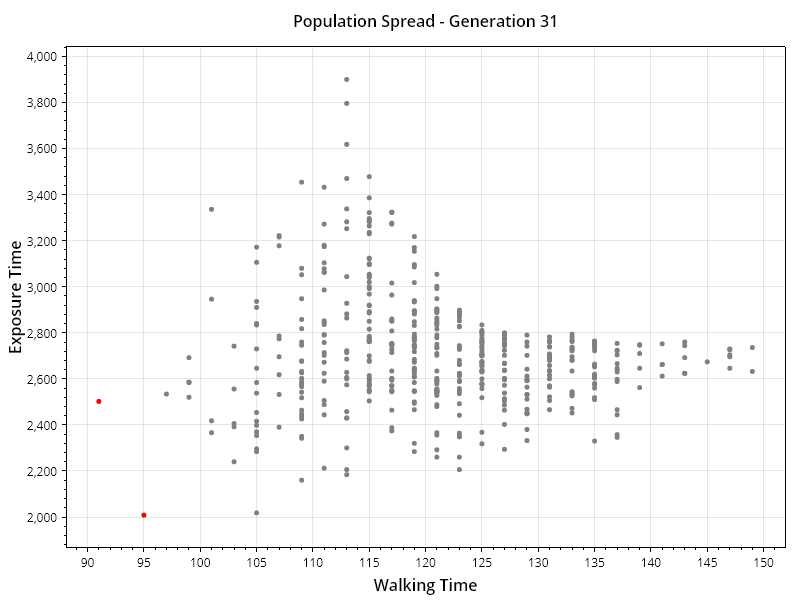 Population Spread - Generation 31
4,000
3,800
3,600
3,400
3,200
3,000
2,800
2,600
2,400
2,200
2,000
Exposure Time
90 95 100 105 110 115 120 125 130 135 140 145 150
Walking Time